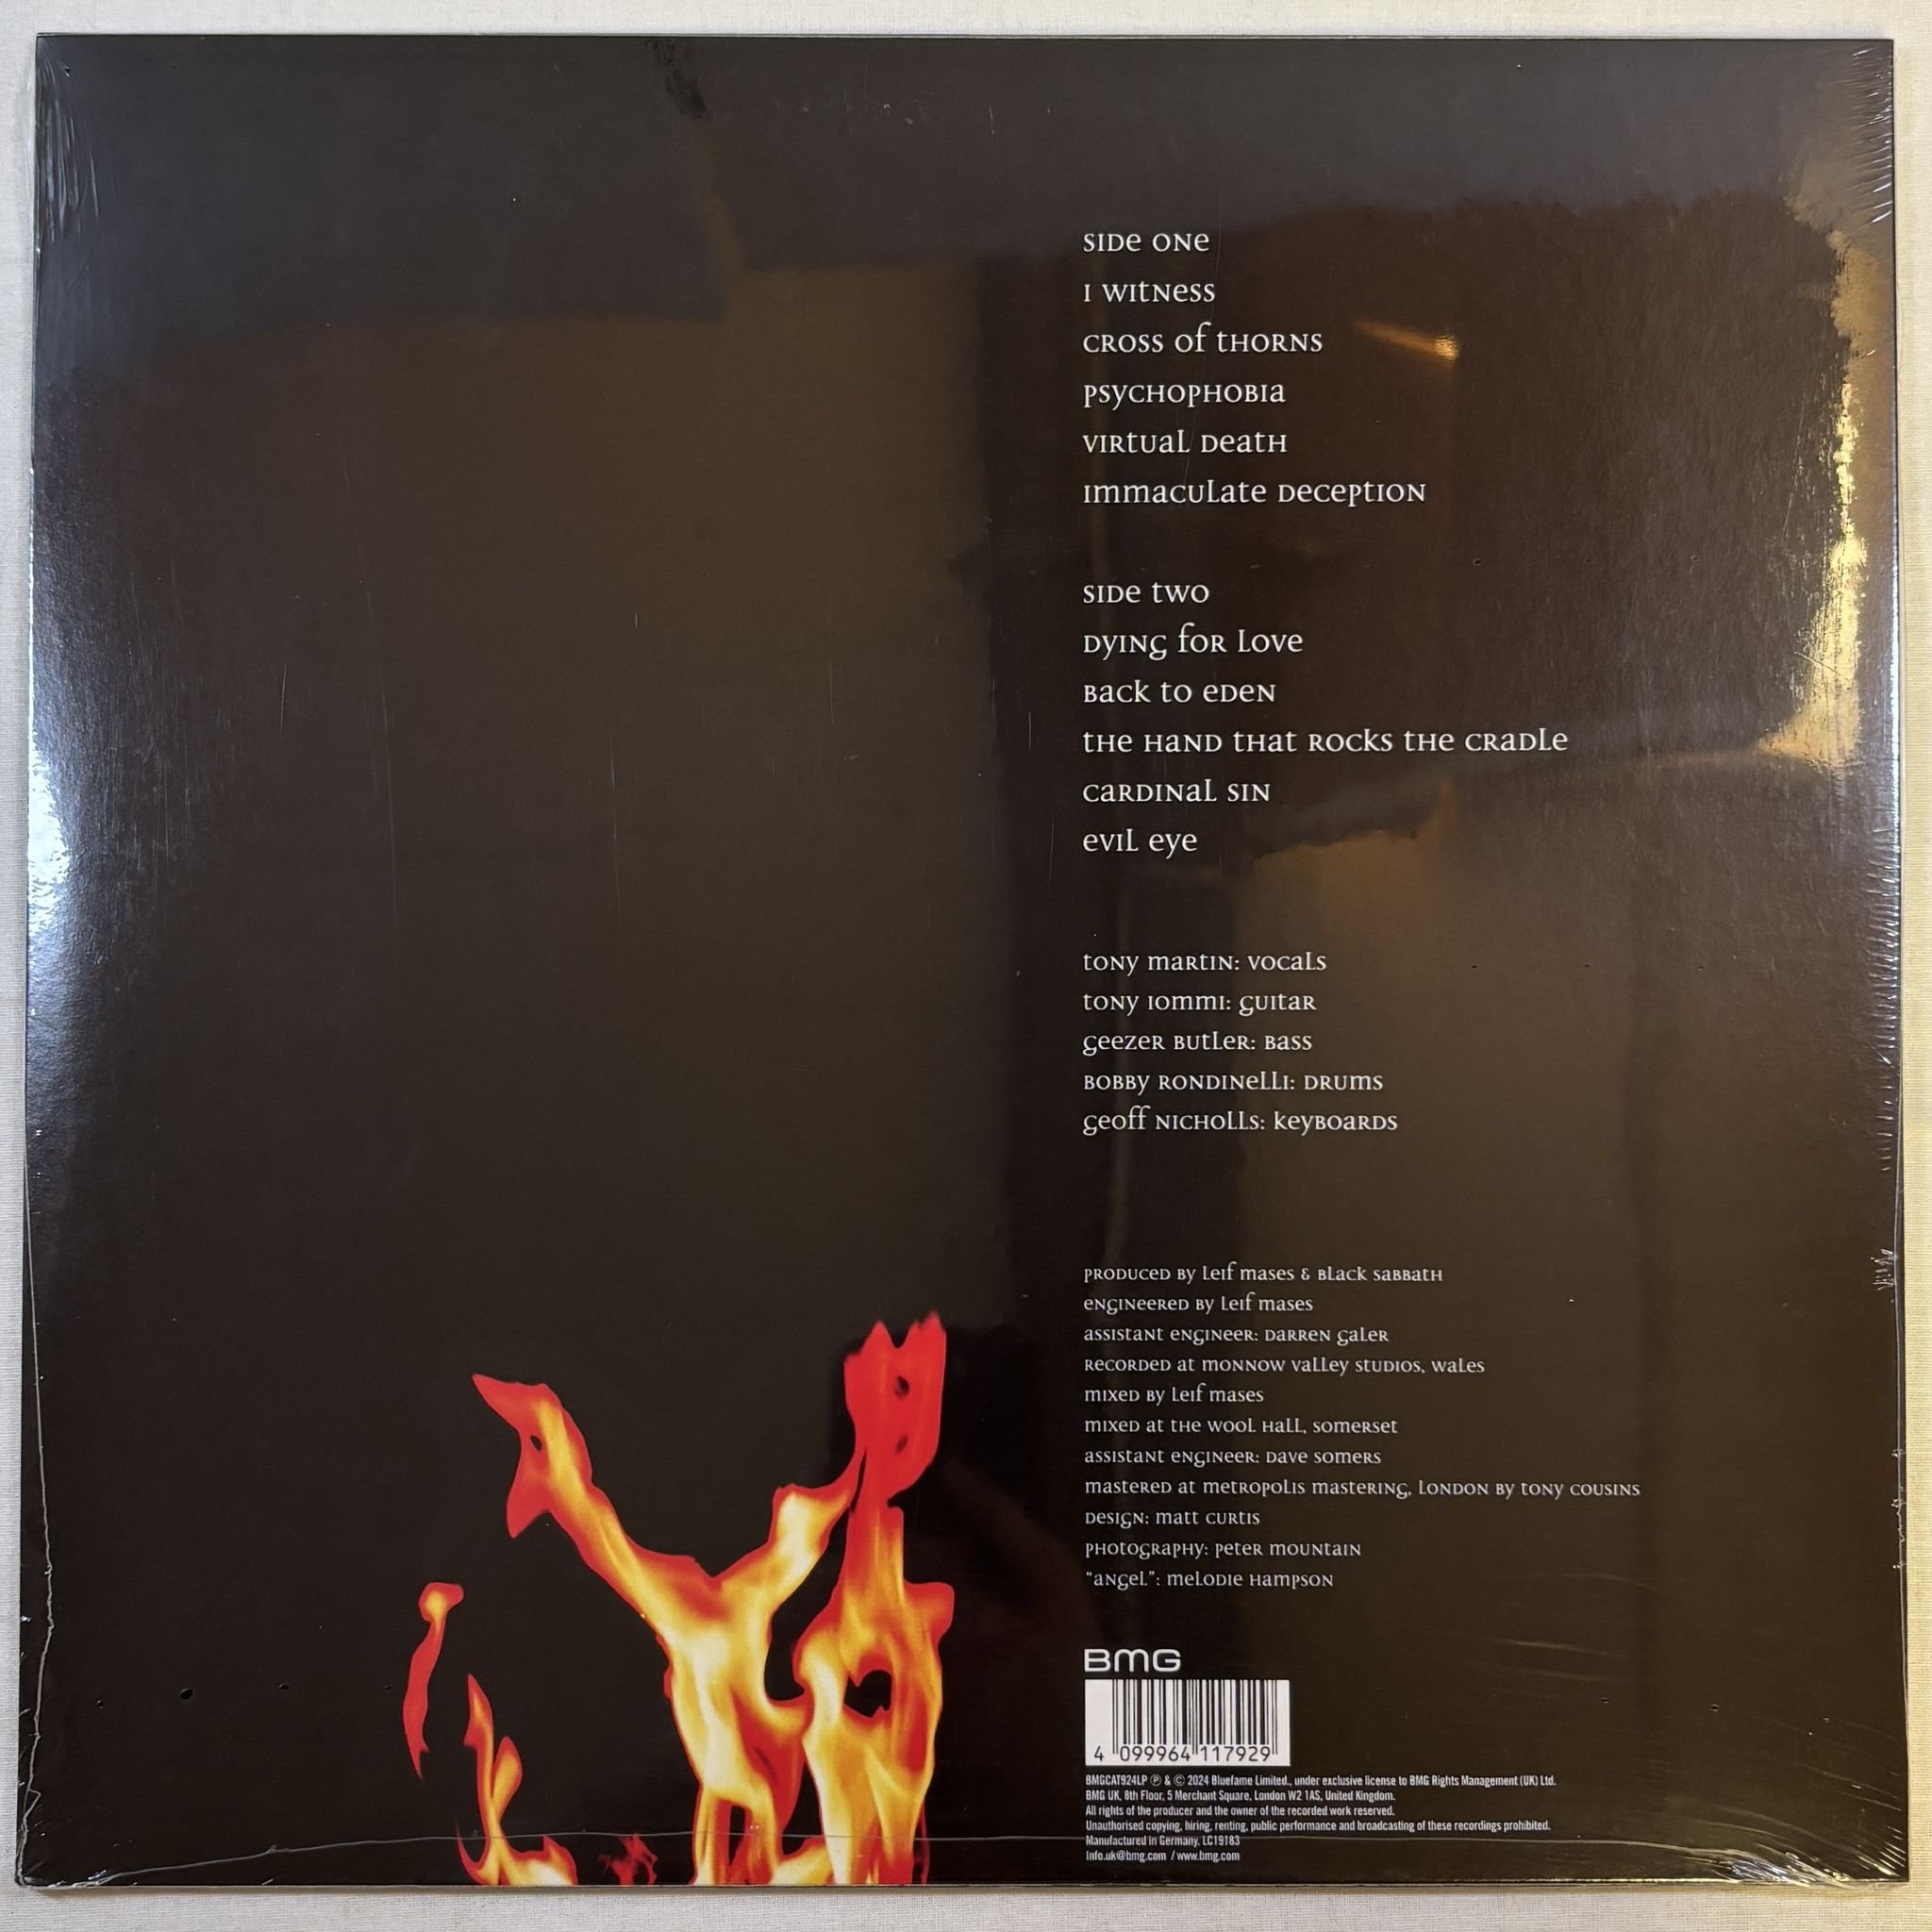 side one
I witness
cross of thorns
psychophobia
virtual death
immaculate deception
side two
dying for love
back to eden
the hand that rocks the cradle
cardinal sin
evil eye
tony martin: vocals
tony iommi: guitar
geezer butler: bass
bobby rondinelli: drums
geoff nicholls: keyboards
produced by leif mases & black sabbath
engineered by leif mases
assistant engineer: darren galer
recorded at monnow valley studios, wales
mixed by leif mases
mixed at the wool hall, somerset
assistant engineer: dave somers
mastered at metropolis mastering, london by tony cousins
design: matt curtis
photography: peter mountain
"angel": melodie hampson
BMG
4 099964 117929
BMGCAT924LP ℗ & © 2024 Bluefame Limited., under exclusive license to BMG Rights Management (UK) Ltd.
BMG UK, 8th Floor, 5 Merchant Square, London W2 1AS, United Kingdom.
All rights of the producer and the owner of the recorded work reserved.
Unauthorised copying, hiring, renting, public performance and broadcasting of these recordings prohibited.
Manufactured in Germany. LC19183
Info.uk@bmg.com / www.bmg.com